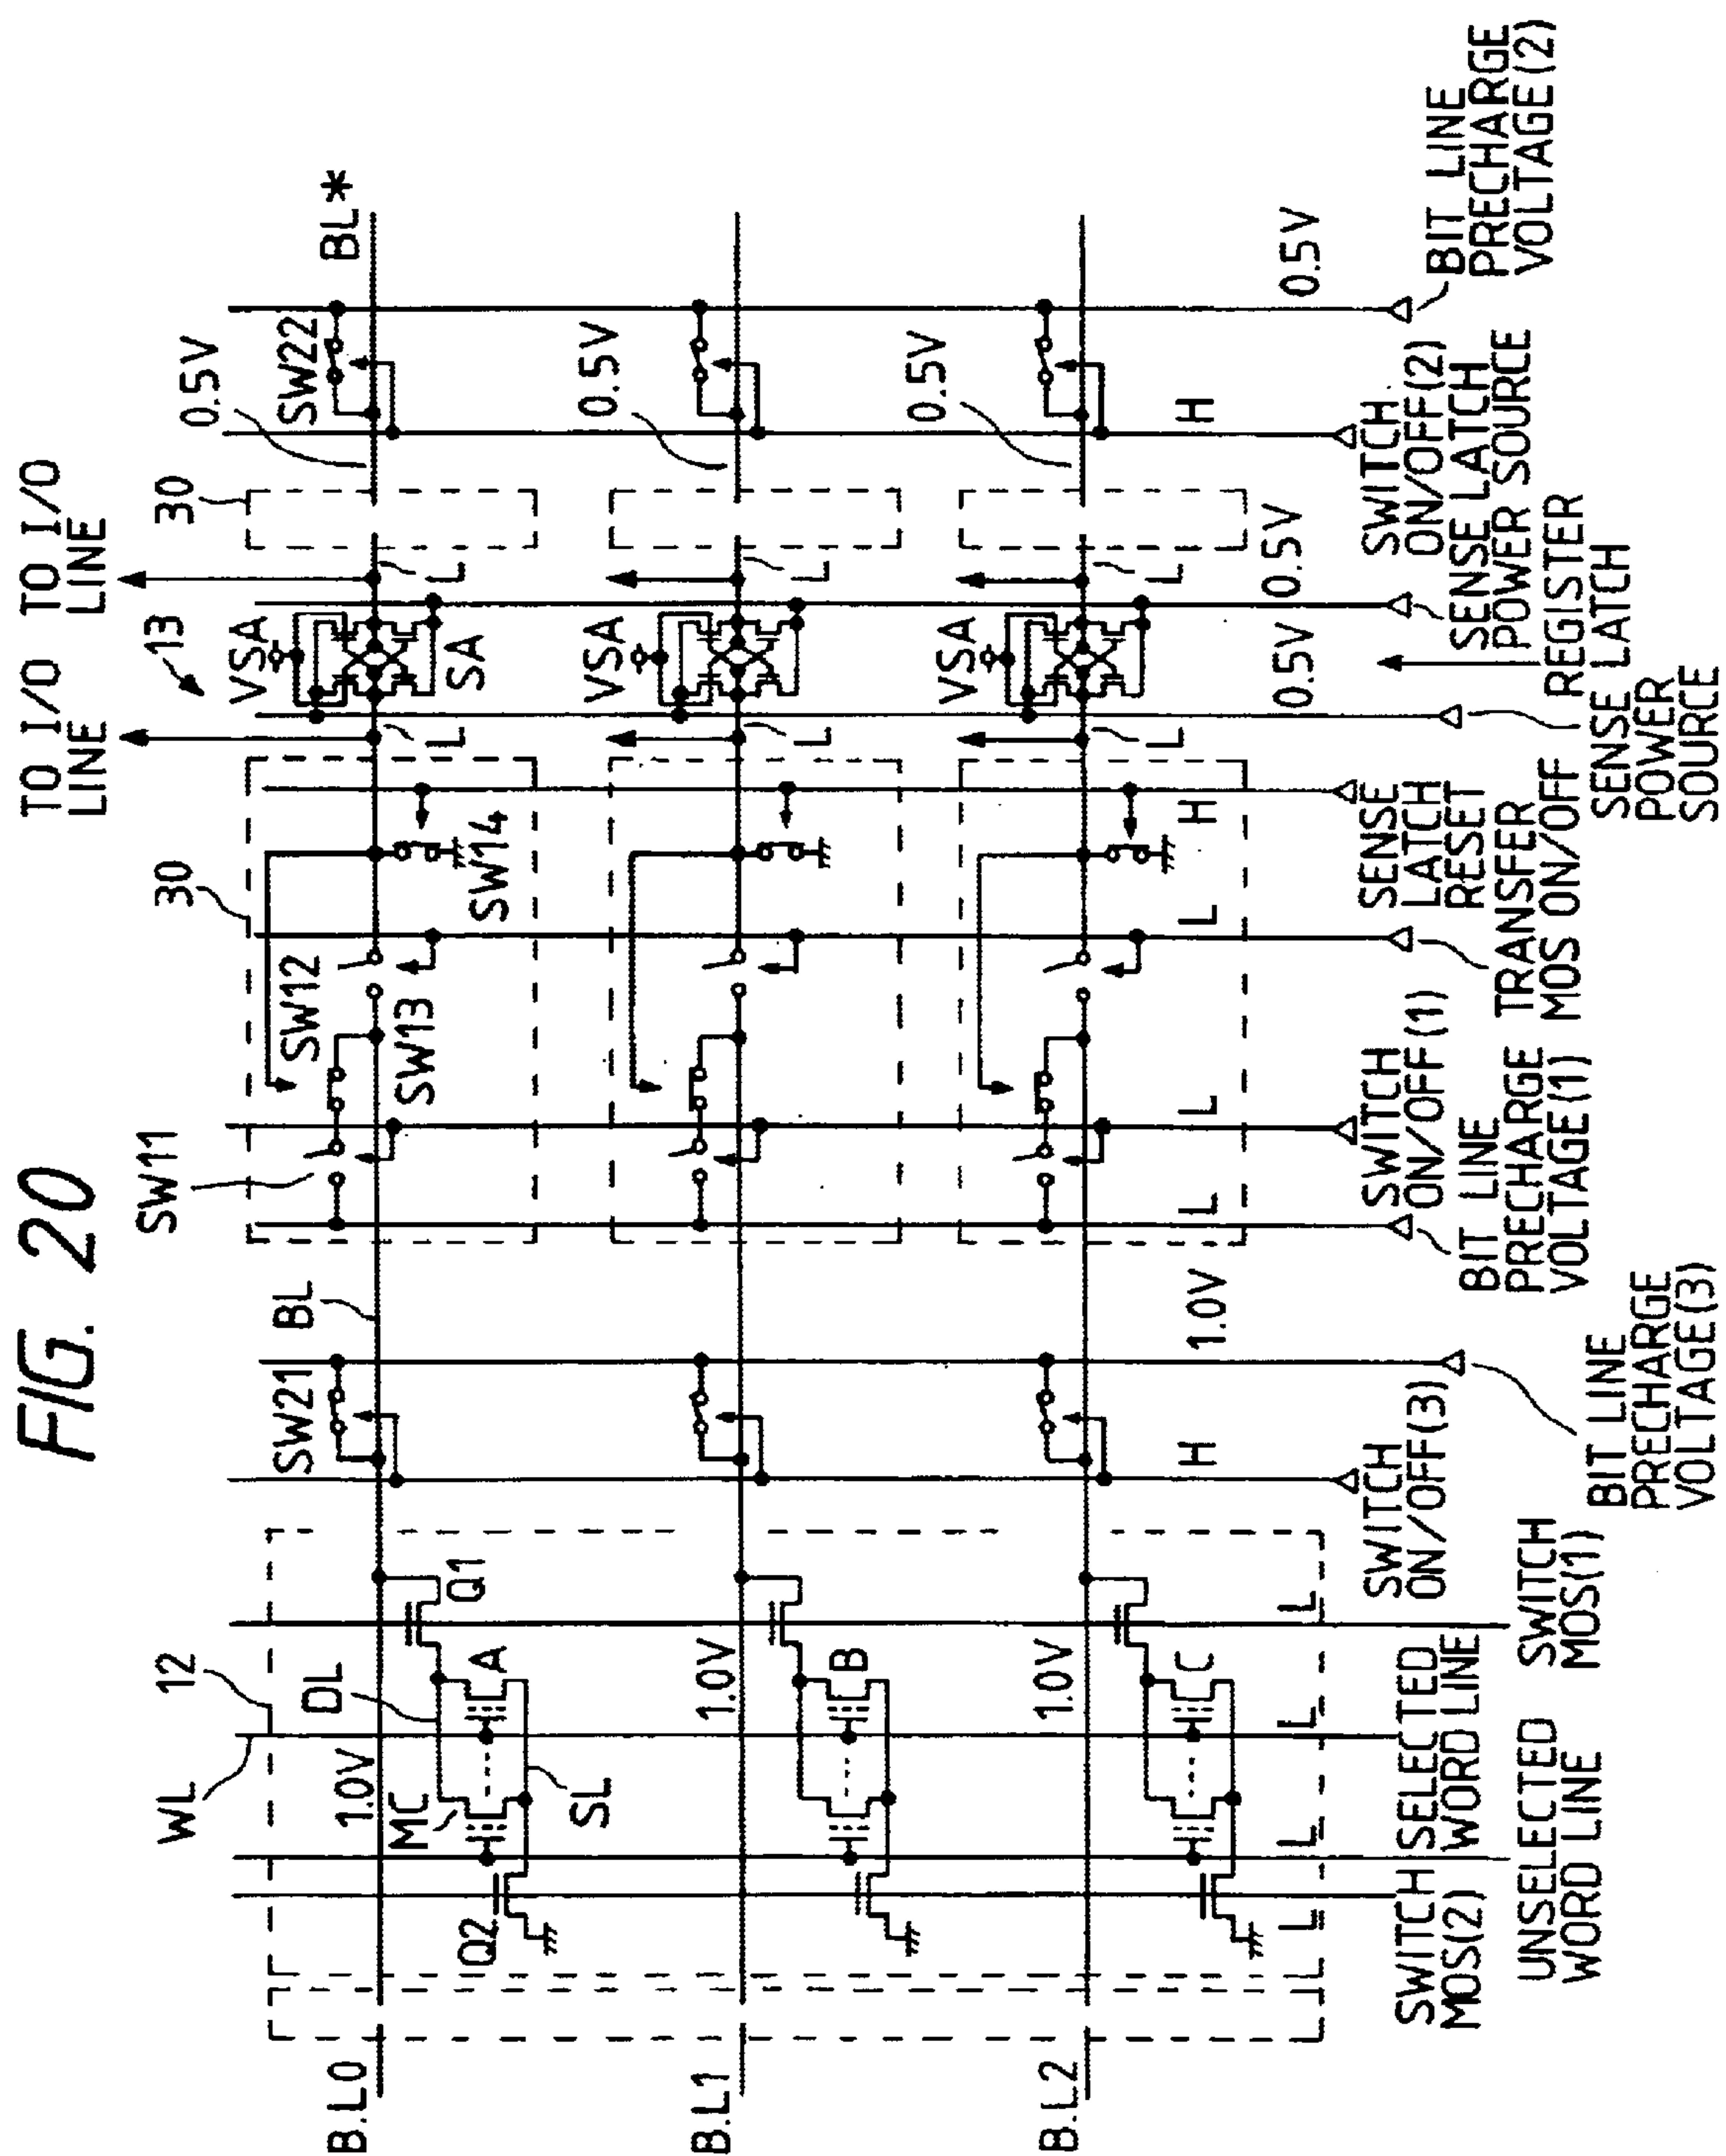 FIG. 20
TO I/O
LINE
TO I/O
LINE
13
30
30
SW11
12
WL
BL*
0.5V
SW22
VSA
SA
L
L
SW14
SW12
SW13
BL
SW21
Q1
A
DL
1.0V
MC
SL
Q2
B.L0
0.5V
VSA
L
L
1.0V
B
B.L1
0.5V
VSA
L
L
1.0V
C
B.L2
L
L
L
L
H
1.0V
L
L
L
H
0.5V
0.5V
H
0.5V
SWITCH
MOS(2)
UNSELECTED
WORD LINE
SELECTED
WORD LINE
SWITCH
MOS(1)
SWITCH
ON/OFF(3)
BIT LINE
PRECHARGE
VOLTAGE(3)
BIT LINE
PRECHARGE
VOLTAGE(1)
SWITCH
ON/OFF(1)
TRANSFER
MOS ON/OFF
SENSE
LATCH
RESET
SENSE LATCH
POWER
SOURCE
REGISTER
SENSE LATCH
POWER SOURCE
SWITCH
ON/OFF(2)
BIT LINE
PRECHARGE
VOLTAGE(2)